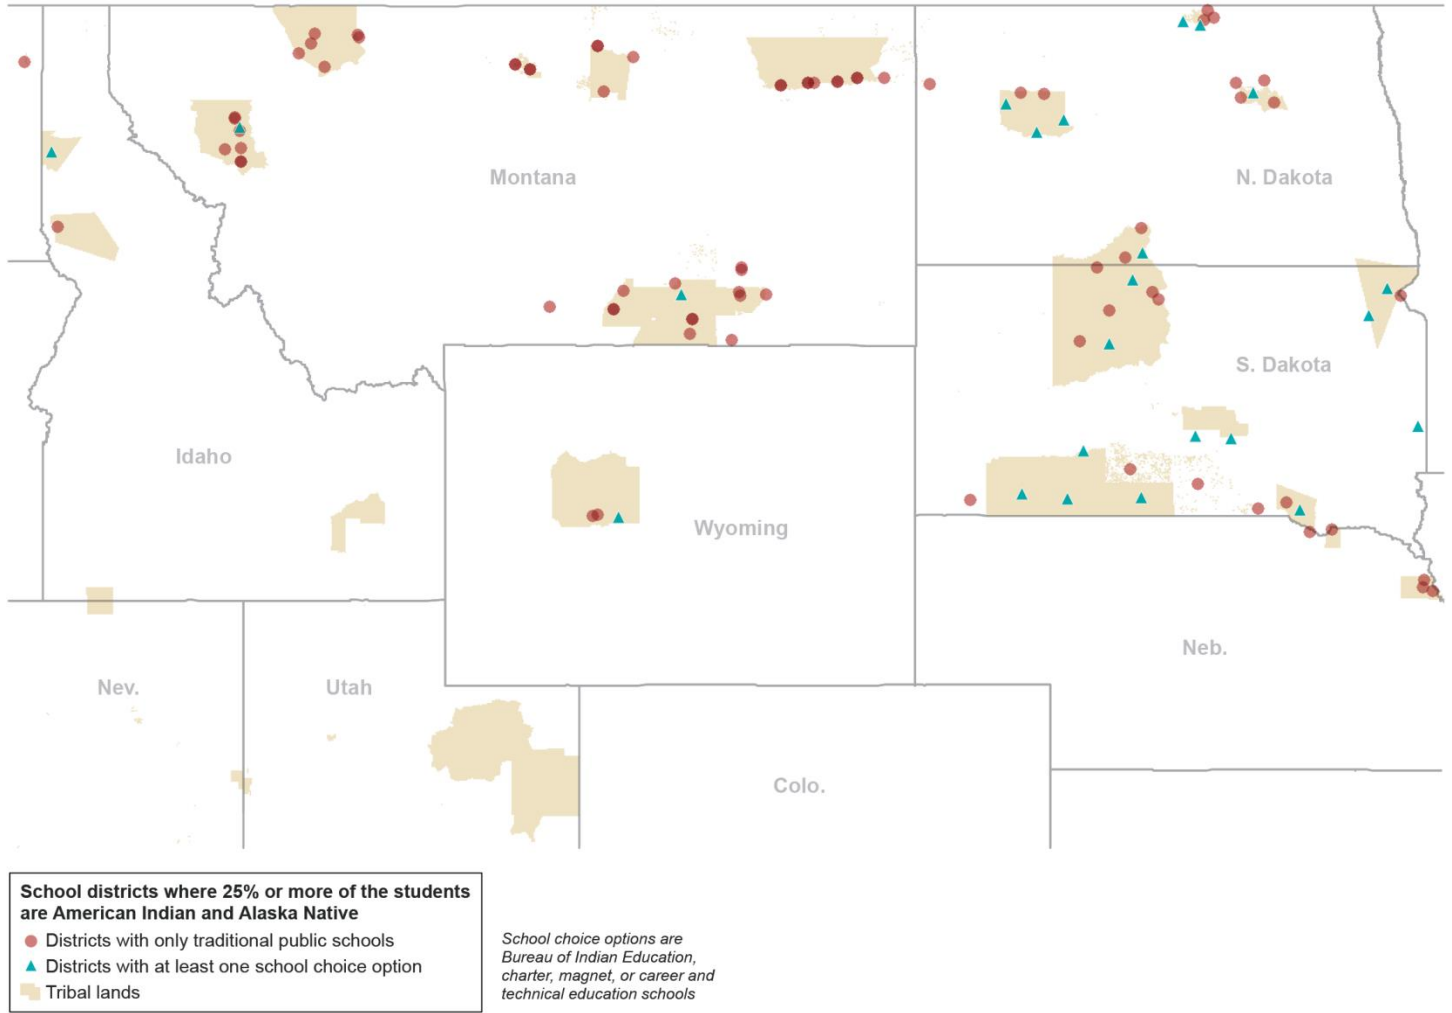 Montana
N. Dakota
S. Dakota
Idaho
Wyoming
Neb.
Nev.
Utah
Colo.
School districts where 25% or more of the students
are American Indian and Alaska Native
Districts with only traditional public schools
Districts with at least one school choice option
Tribal lands
School choice options are
Bureau of Indian Education,
charter, magnet, or career and
technical education schools